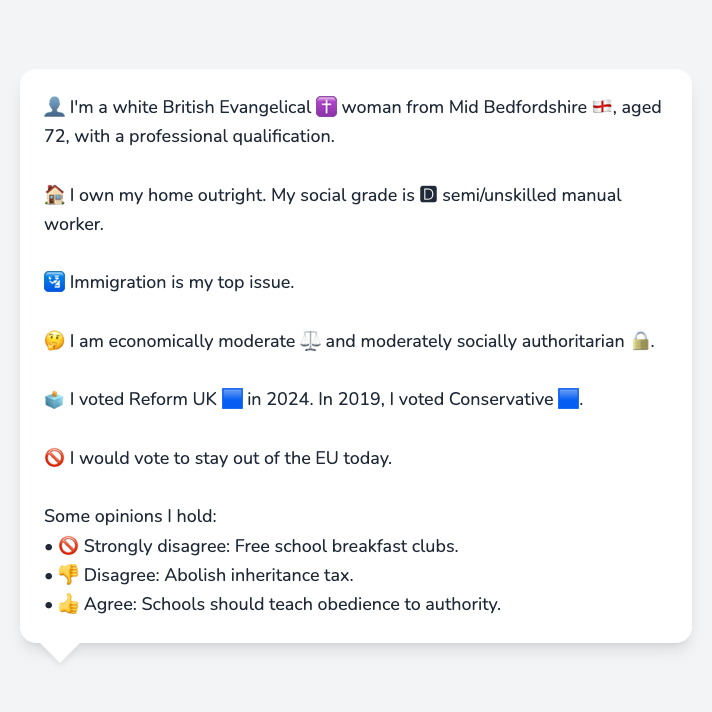 👤 I'm a white British Evangelical ✝️ woman from Mid Bedfordshire 🏴󠁧󠁢󠁥󠁮󠁧󠁿, aged
72, with a professional qualification.
🏠 I own my home outright. My social grade is 🅳 semi/unskilled manual
worker.
🛂 Immigration is my top issue.
🤔 I am economically moderate ⚖️ and moderately socially authoritarian 🔒.
🗳️ I voted Reform UK 🟦 in 2024. In 2019, I voted Conservative 🟦.
🚫 I would vote to stay out of the EU today.
Some opinions I hold:
• 🚫 Strongly disagree: Free school breakfast clubs.
• 👎 Disagree: Abolish inheritance tax.
• 👍 Agree: Schools should teach obedience to authority.